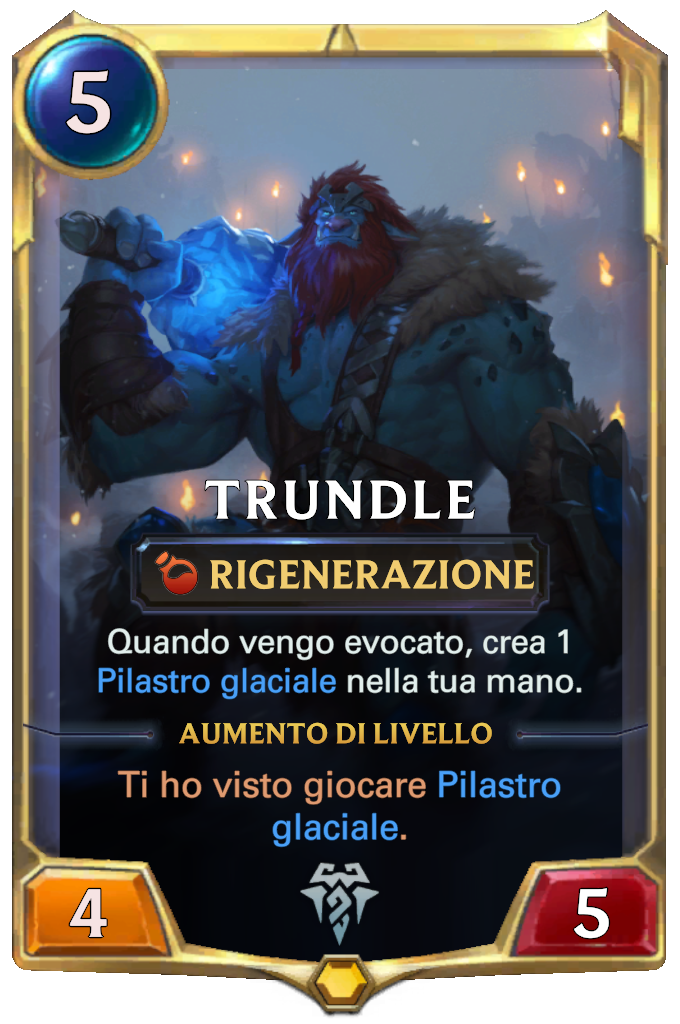 5
TRUNDLE
RIGENERAZIONE
Quando vengo evocato, crea 1
Pilastro glaciale nella tua mano.
AUMENTO DI LIVELLO
Ti ho visto giocare Pilastro
glaciale.
4
5